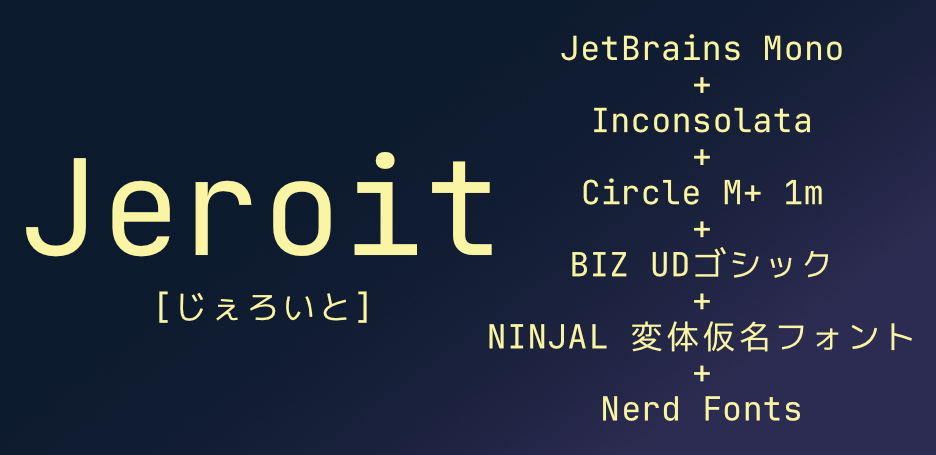 Jeroit
[じぇろいと]
JetBrains Mono
+
Inconsolata
+
Circle M+ 1m
+
BIZ UDゴシック
+
NINJAL 変体仮名フォント
+
Nerd Fonts